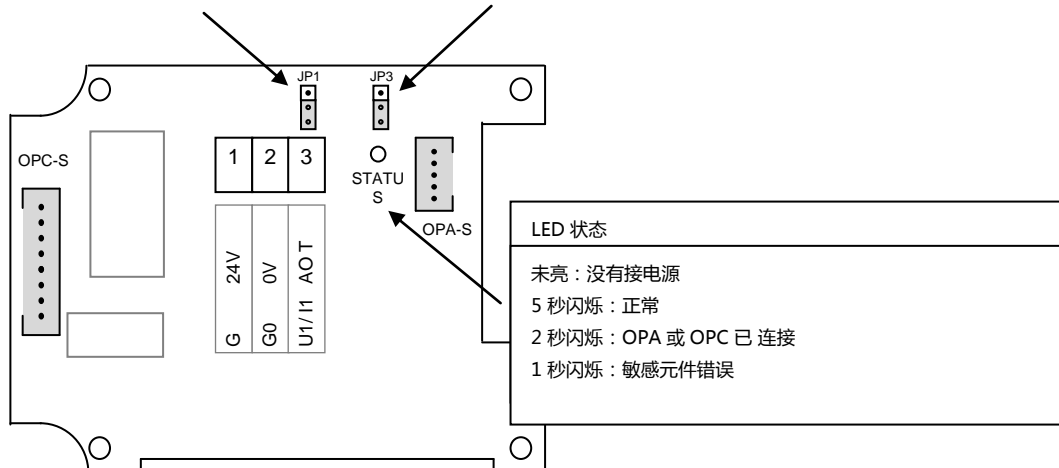 JP1
JP3
OPC-S
1 2 3
STATU
S
OPA-S
G 24V
G0 0V
U1/ I1 AO T
LED 状态
未亮：没有接电源
5 秒闪烁：正常
2 秒闪烁：OPA 或 OPC 已 连接
1 秒闪烁：敏感元件错误